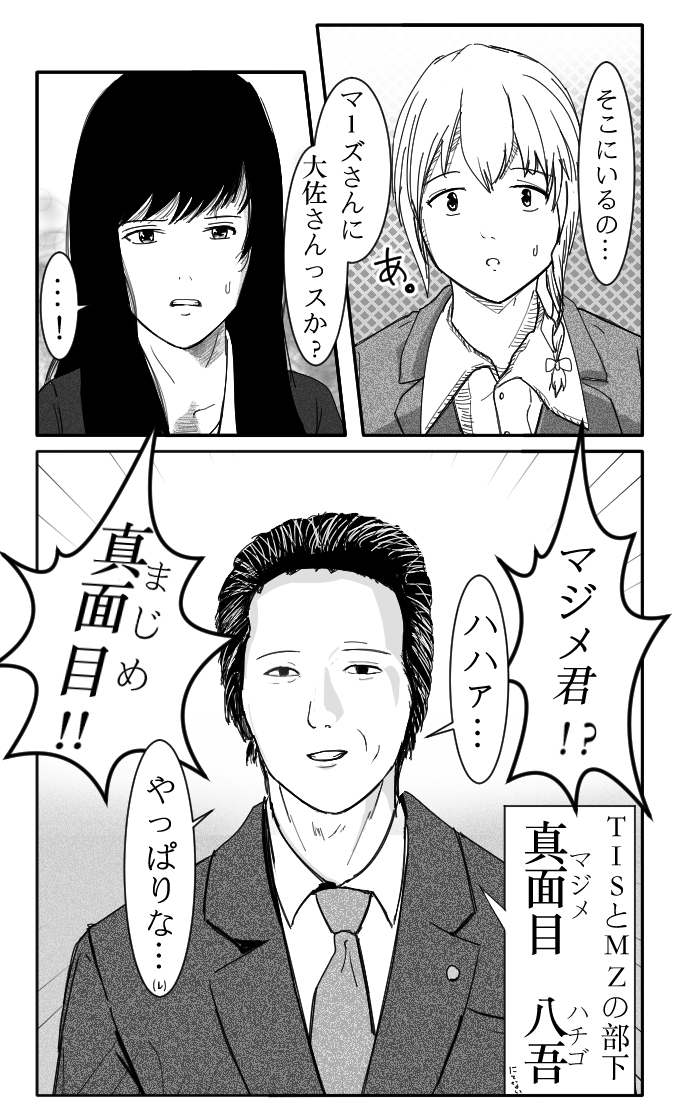 そこにいるの…
あ。
マーズさんに
大佐さんっスか?
…!
マジメ君!?
ハハァ…
真面目!!
まじめ
やっぱりな…
(ル)
TISとMZの部下
真面目 八吾
マジメ ハチゴ